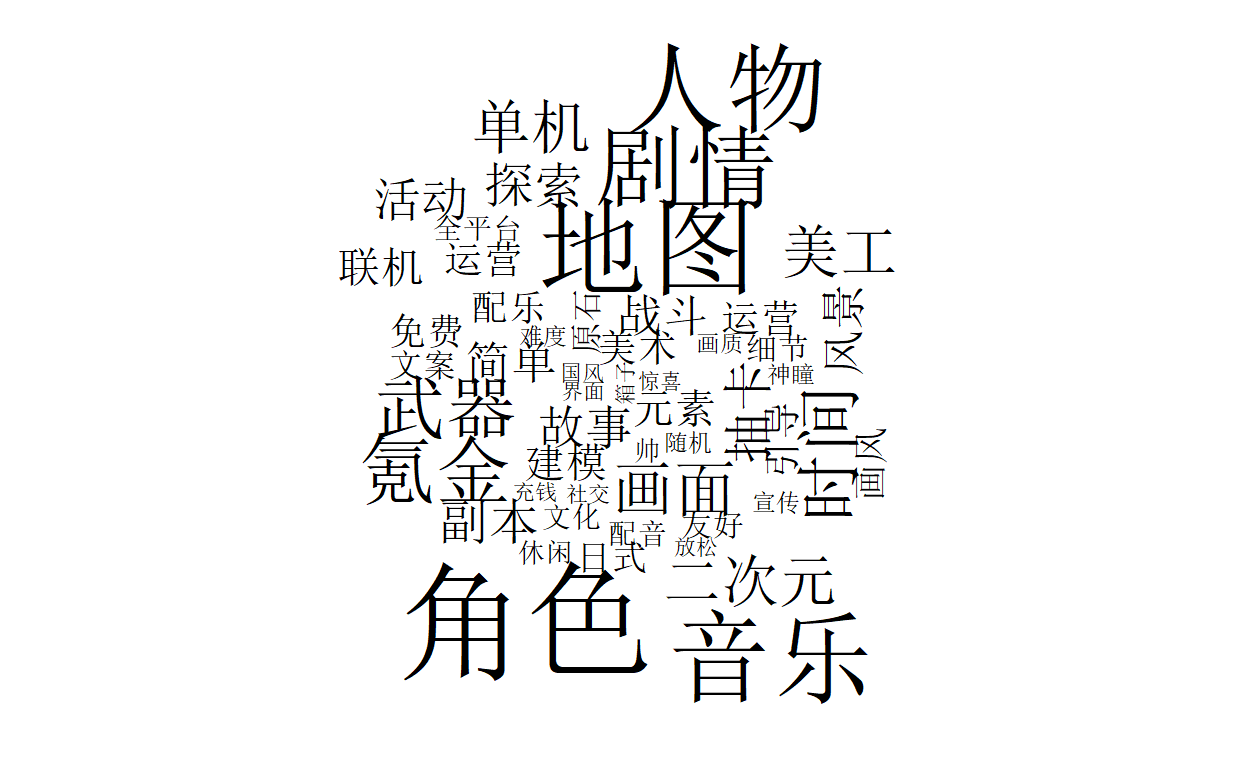 人物
单机
剧情
探索
活动
地图
全平台
美工
联机
运营
配乐
原石
战斗
运营
风景
免费
难度
美术
画质
细节
文案
简单
国风
箱子
惊喜
神瞳
界面
武器
元素
抽卡
时间
故事
引导
氪金
帅
随机
画风
建模
画面
充钱
社交
宣传
副本
文化
配音
友好
休闲
日式
放松
二次元
角色
音乐